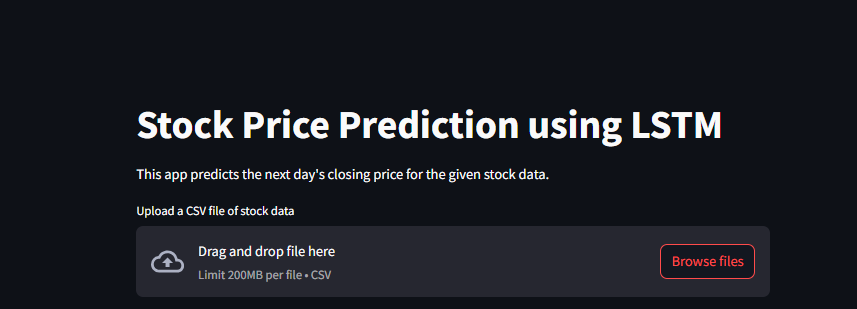 Stock Price Prediction using LSTM
This app predicts the next day's closing price for the given stock data.
Upload a CSV file of stock data
Drag and drop file here
Limit 200MB per file • CSV
Browse files